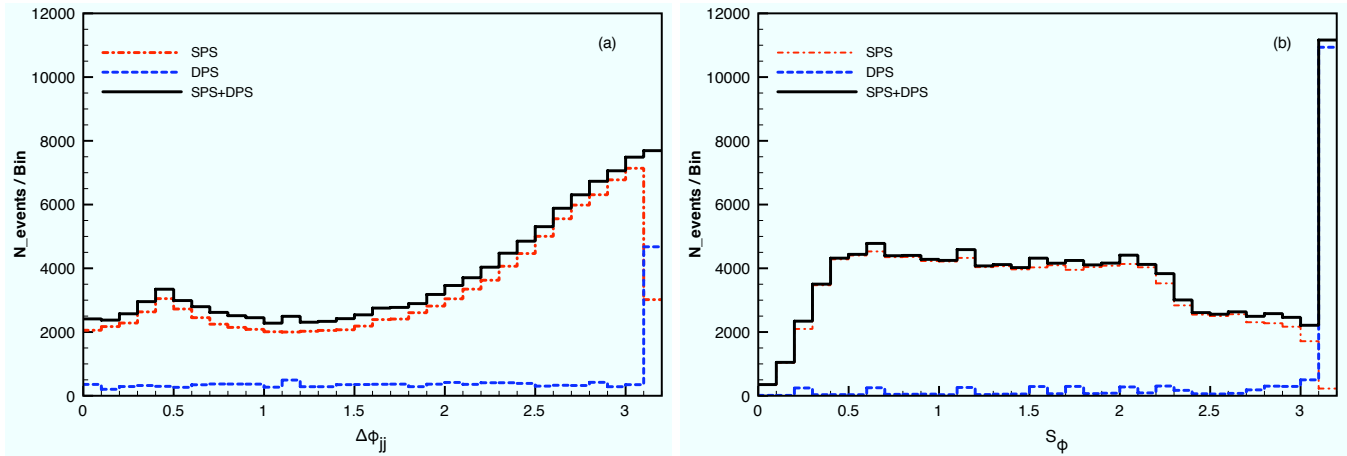 12000
10000
8000
6000
4000
2000
0
N_events / Bin
SPS
DPS
SPS+DPS
(a)
0 0.5 1 1.5 2 2.5 3
Δϕjj
12000
10000
8000
6000
4000
2000
0
N_events / Bin
SPS
DPS
SPS+DPS
(b)
0 0.5 1 1.5 2 2.5 3
Sϕ